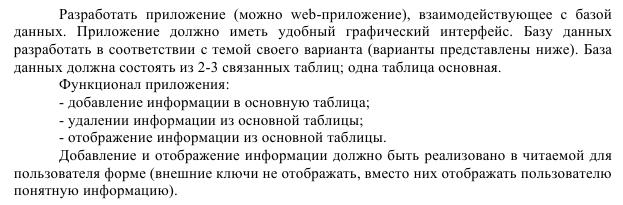 Разработать приложение (можно web-приложение), взаимодействующее с базой
данных. Приложение должно иметь удобный графический интерфейс. Базу данных
разработать в соответствии с темой своего варианта (варианты представлены ниже). База
данных должна состоять из 2-3 связанных таблиц; одна таблица основная.
Функционал приложения:
- добавление информации в основную таблица;
- удалении информации из основной таблицы;
- отображение информации из основной таблицы.
Добавление и отображение информации должно быть реализовано в читаемой для
пользователя форме (внешние ключи не отображать, вместо них отображать пользователю
понятную информацию).